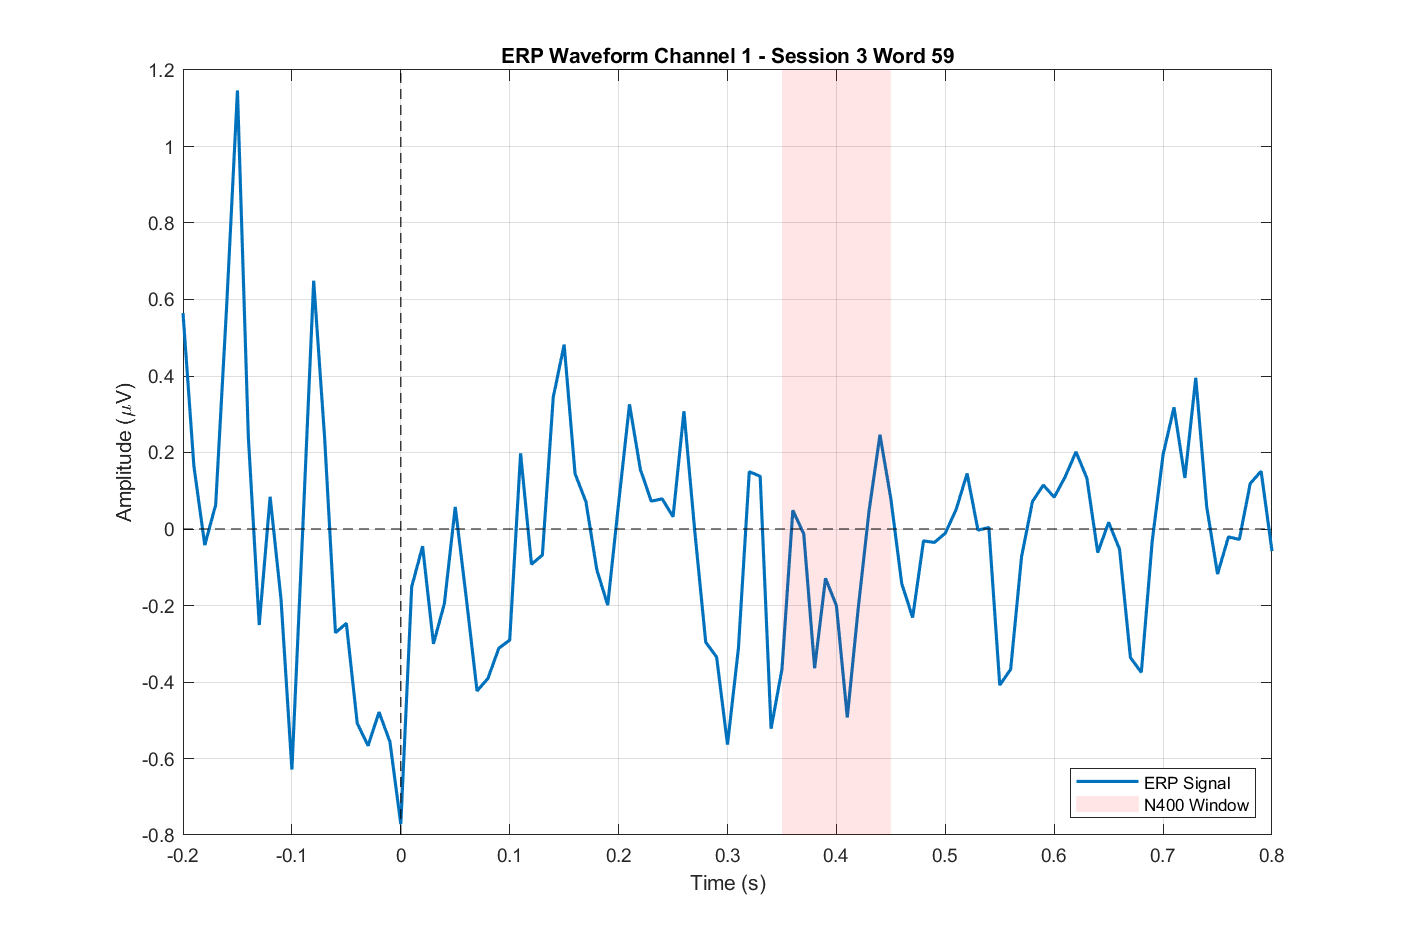 ERP Waveform Channel 1 - Session 3 Word 59
1.2
1
0.8
0.6
0.4
0.2
0
-0.2
-0.4
-0.6
-0.8
Amplitude (μV)
-0.2 -0.1 0 0.1 0.2 0.3 0.4 0.5 0.6 0.7 0.8
Time (s)
ERP Signal
N400 Window